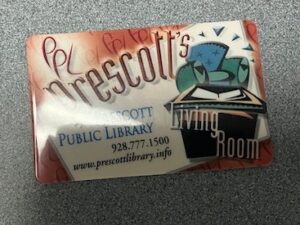 PPL
Prescott's
PRESCOTT
PUBLIC LIBRARY
928.777.1500
www.prescottlibrary.info
Living
Room